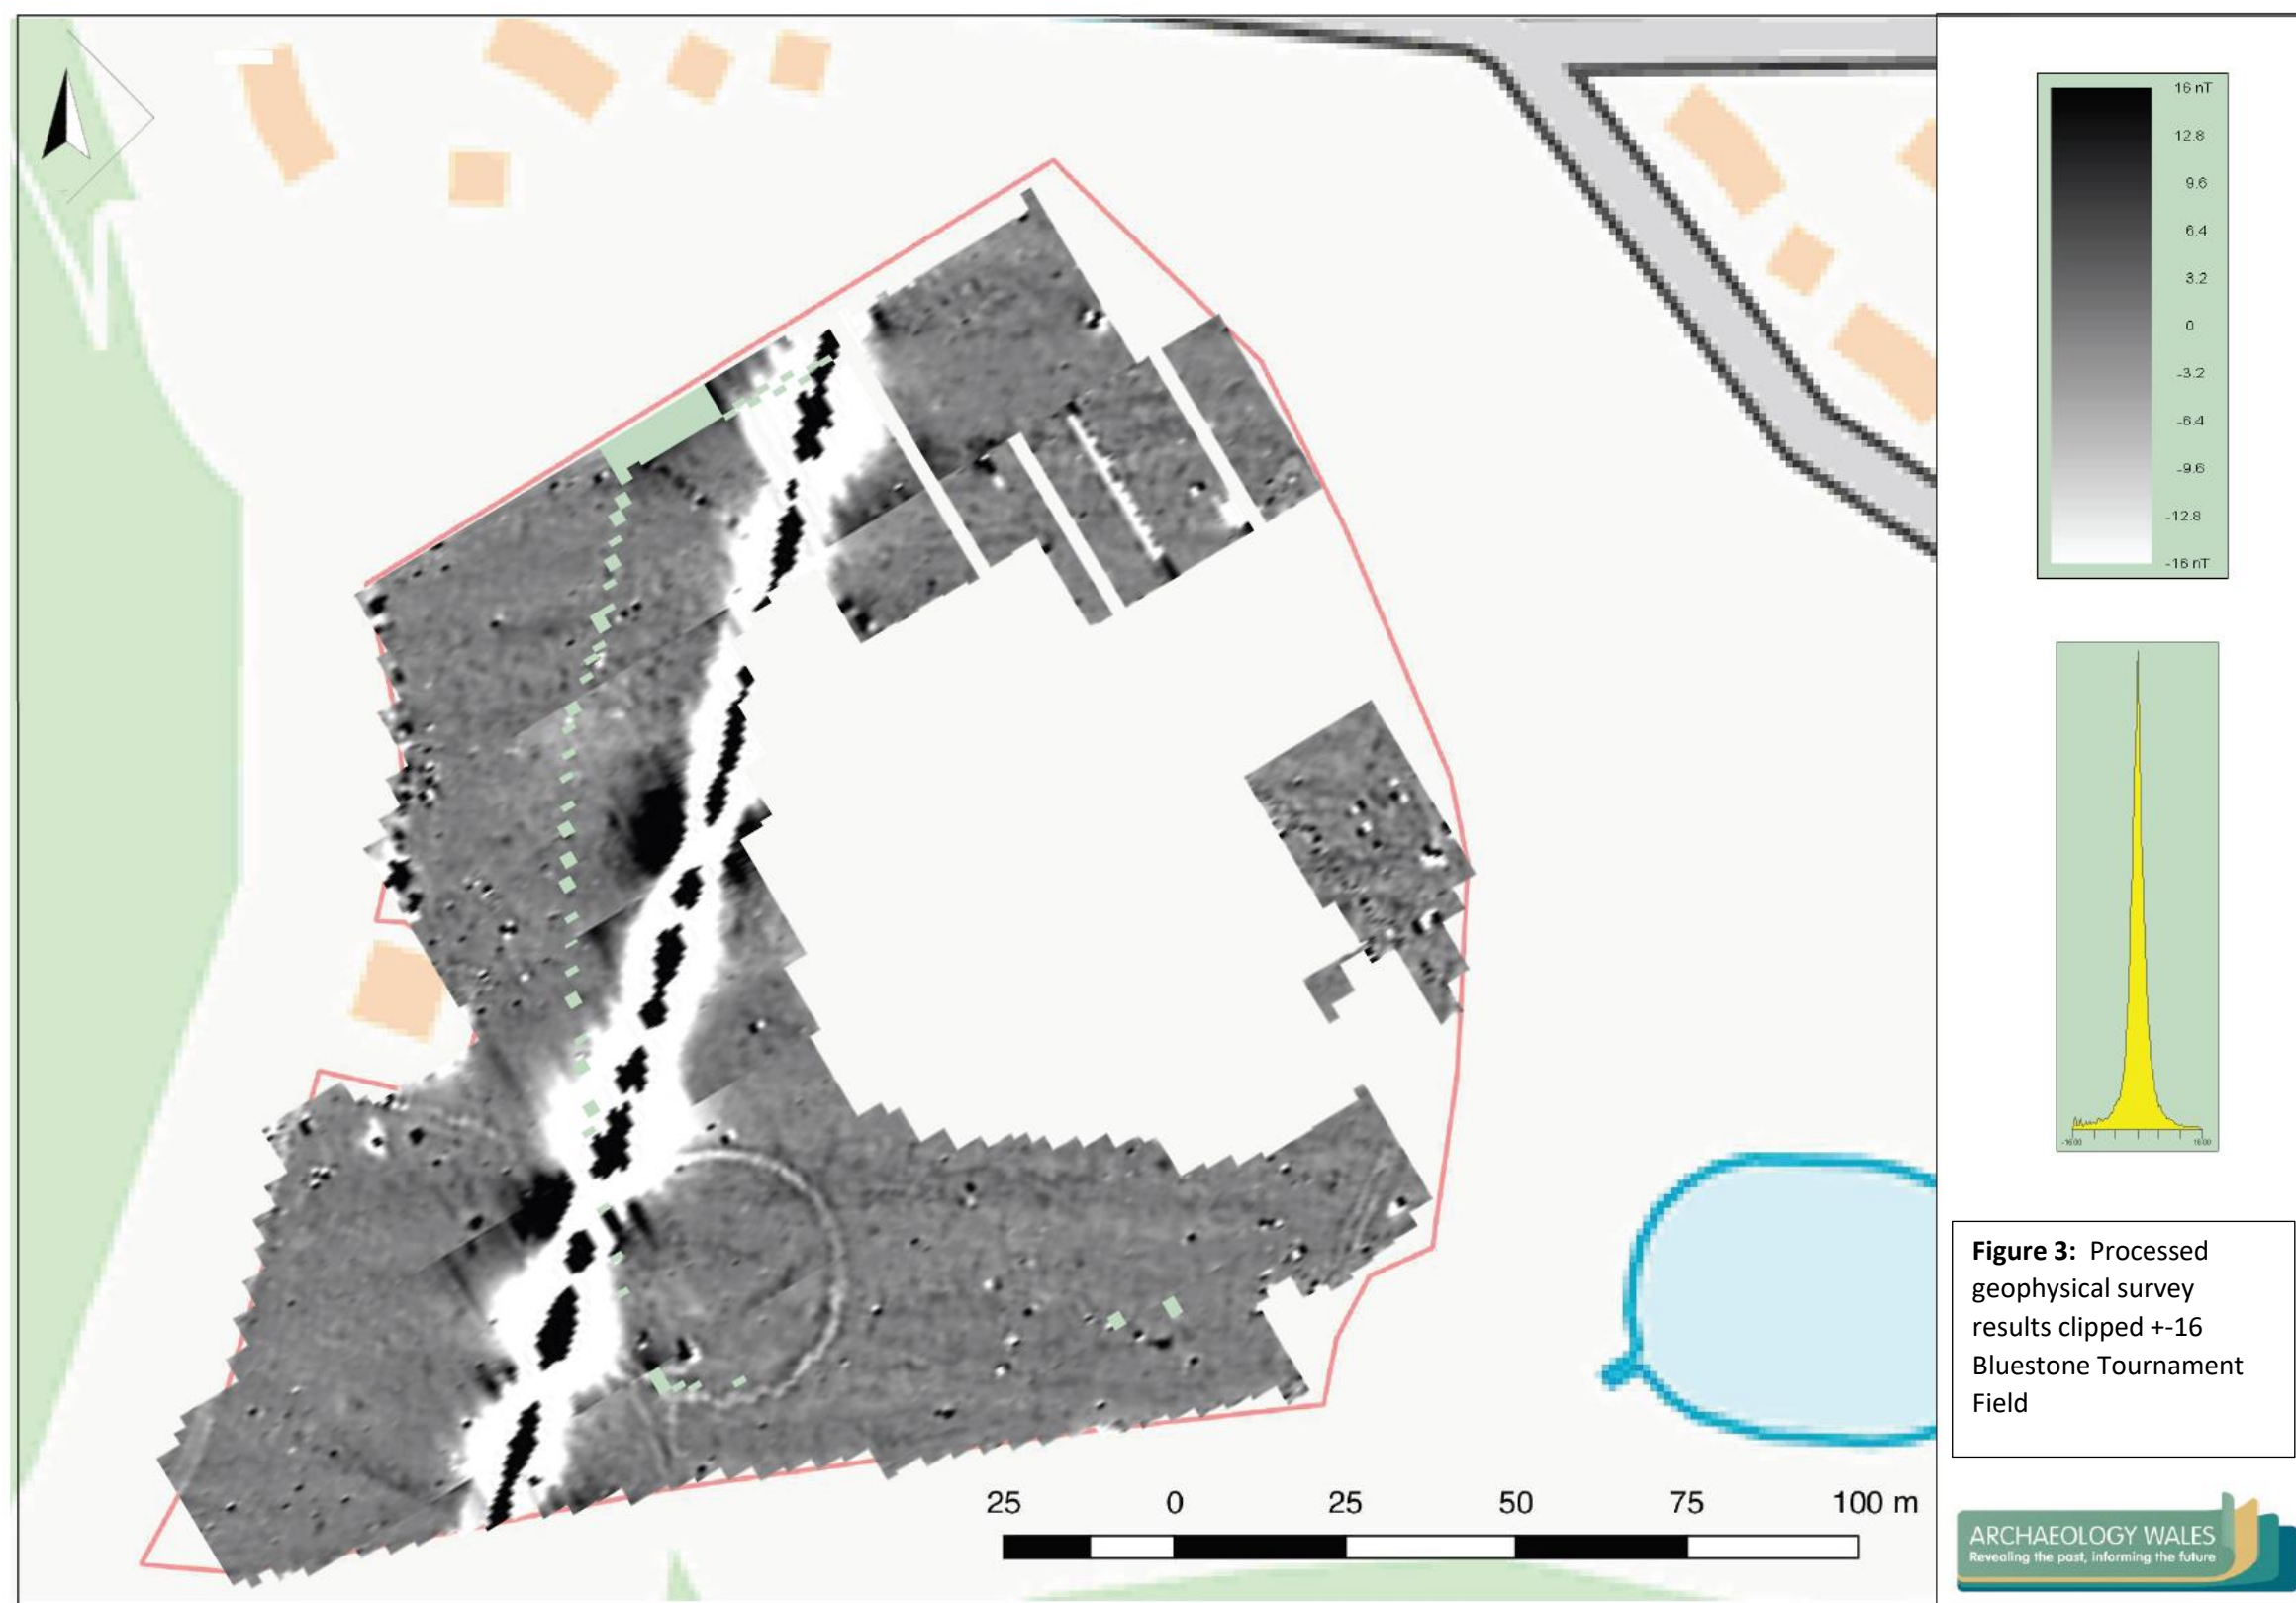 16 nT
12.8
9.6
6.4
3.2
0
-3.2
-6.4
-9.6
-12.8
-16 nT
Figure 3: Processed
geophysical survey
results clipped +-16
Bluestone Tournament
Field
25 0 25 50 75 100 m
ARCHAEOLOGY WALES
Revealing the past, informing the future